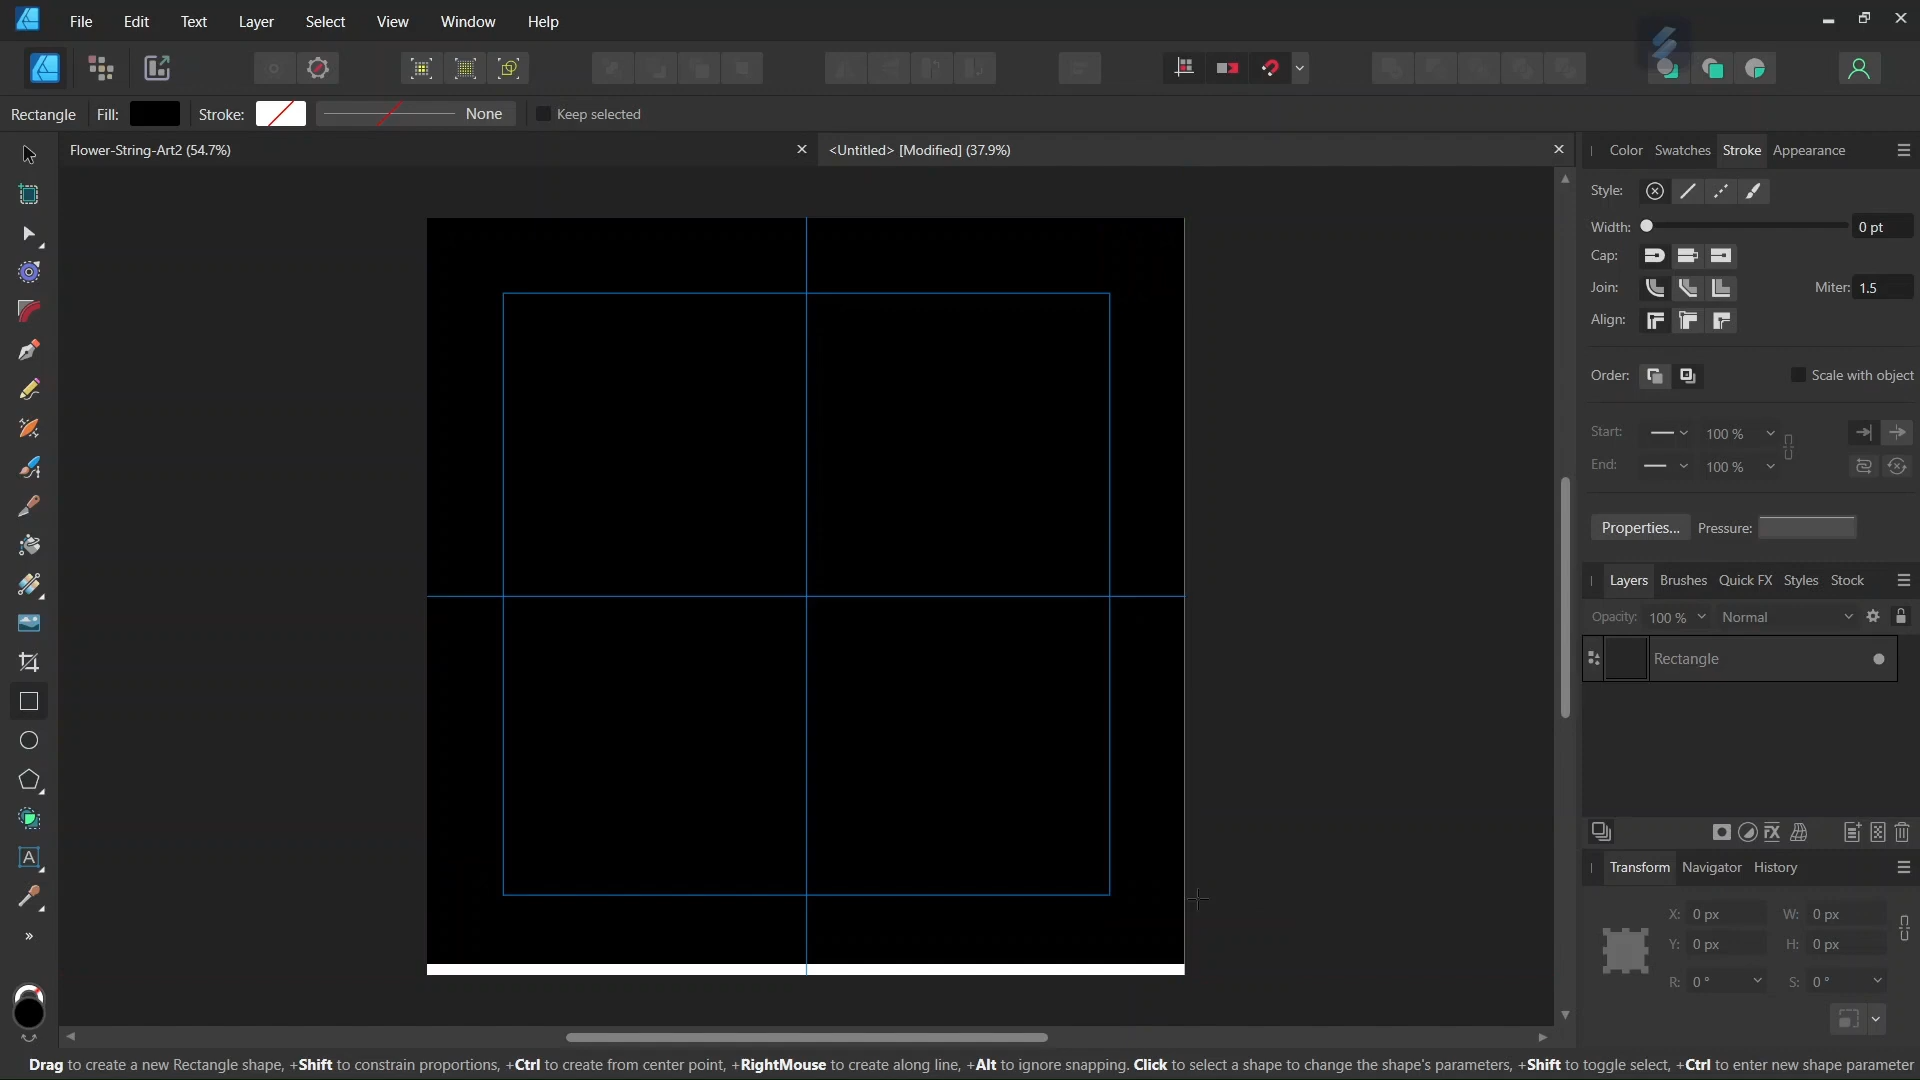 File Edit Text Layer Select View Window Help
Rectangle Fill: Stroke: None Keep selected
Flower-String-Art2 (54.7%) <Untitled> [Modified] (37.9%)
Color Swatches Stroke Appearance
Style:
Width: 0 pt
Cap:
Join: Miter: 1.5
Align:
Order: Scale with object
Start: 100 %
End: 100 %
Properties... Pressure:
Layers Brushes Quick FX Styles Stock
Opacity: 100 % Normal
Rectangle
Transform Navigator History
X: 0 px W: 0 px
Y: 0 px H: 0 px
R: 0 ° S: 0 °
Drag to create a new Rectangle shape, +Shift to constrain proportions, +Ctrl to create from center point, +RightMouse to create along line, +Alt to ignore snapping. Click to select a shape to change the shape's parameters, +Shift to toggle select, +Ctrl to enter new shape parameter